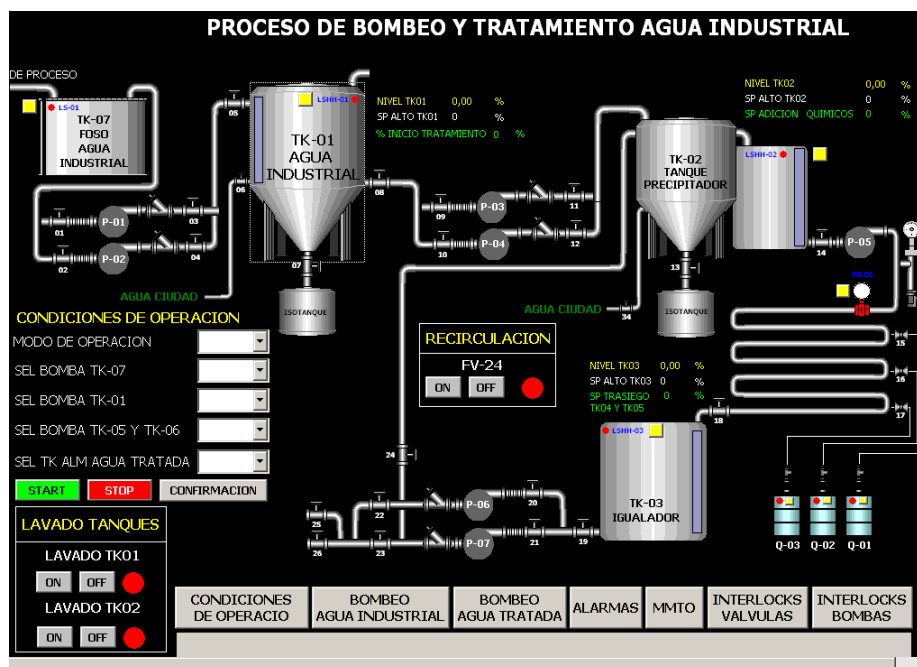 PROCESO DE BOMBEO Y TRATAMIENTO AGUA INDUSTRIAL
DE PROCESO
LS-01
TK-07
FOSO
AGUA
INDUSTRIAL
05
LSHH-01
TK-01
AGUA
INDUSTRIAL
NIVEL TK01 0,00 %
SP ALTO TK01 0 %
% INICIO TRATAMIENTO 0 %
NIVEL TK02 0,00 %
SP ALTO TK02 0 %
SP ADICION QUIMICOS 0 %
TK-02
TANQUE
PRECIPITADOR
LSHH-02
06
08
01
P-01
03
02
P-02
04
09
P-03
11
10
P-04
12
07
13
14
P-05
ISOTANQUE
ISOTANQUE
AGUA CIUDAD
AGUA CIUDAD
34
15
16
17
18
CONDICIONES DE OPERACION
MODO DE OPERACION
SEL BOMBA TK-07
SEL BOMBA TK-01
SEL BOMBA TK-05 Y TK-06
SEL TK ALM AGUA TRATADA
START STOP CONFIRMACION
RECIRCULACION
FV-24
ON OFF
NIVEL TK03 0,00 %
SP ALTO TK03 0 %
SP TRASIEGO 0 %
TK04 Y TK05
LSHH-03
TK-03
IGUALADOR
24
25
22
P-06
20
26
23
P-07
21
19
Q-03 Q-02 Q-01
LAVADO TANQUES
LAVADO TK01
ON OFF
LAVADO TK02
ON OFF
CONDICIONES
DE OPERACIO
BOMBEO
AGUA INDUSTRIAL
BOMBEO
AGUA TRATADA
ALARMAS
MMTO
INTERLOCKS
VALVULAS
INTERLOCKS
BOMBAS